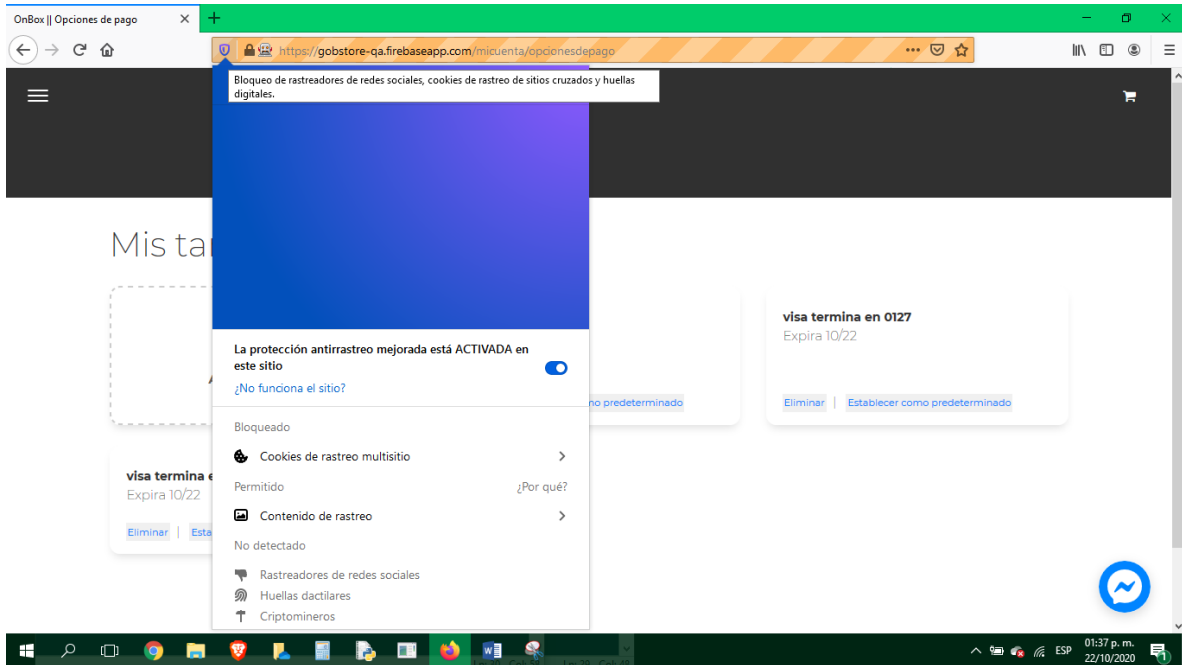 OnBox || Opciones de pago
https://gobstore-qa.firebaseapp.com/micuenta/opcionesdepago
Bloqueo de rastreadores de redes sociales, cookies de rastreo de sitios cruzados y huellas
digitales.
Mis
visa termina en 0127
Expira 10/22
La protección antirrastreo mejorada está ACTIVADA en
este sitio
¿No funciona el sitio?
predeterminado
Eliminar | Establecer como predeterminado
Bloqueado
Cookies de rastreo multisitio
visa termina
Expira 10/22
Permitido
¿Por qué?
Contenido de rastreo
Eliminar |
No detectado
Rastreadores de redes sociales
Huellas dactilares
Criptomineros
ESP
01:37 p. m.
22/10/2020